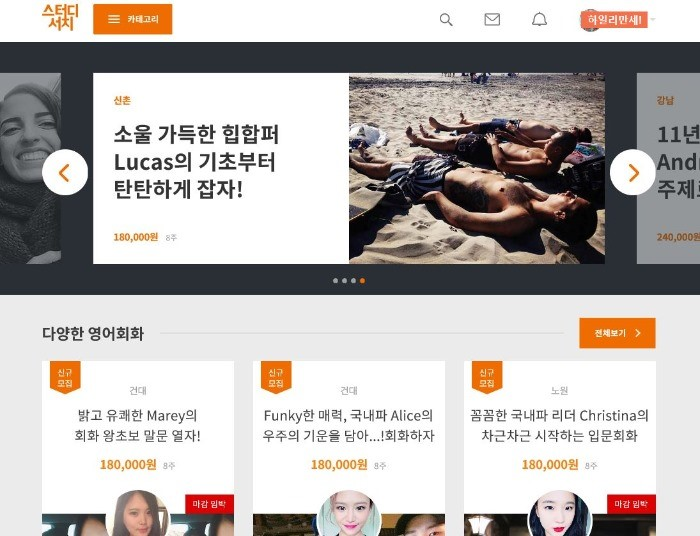 스터디
서치
카테고리
하일리만세!
신촌
소울 가득한 힙합퍼
Lucas의 기초부터
탄탄하게 잡자!
180,000원 8주
강남
11년
And
주제
240,000원
다양한 영어회화
전체보기
신규
모집
건대
밝고 유쾌한 Marey의
회화 왕초보 말문 열자!
180,000원 8주
마감 임박
신규
모집
건대
Funky한 매력, 국내파 Alice의
우주의 기운을 담아...!회화하자
180,000원 8주
신규
모집
노원
꼼꼼한 국내파 리더 Christina의
차근차근 시작하는 입문회화
180,000원 8주
마감 임박